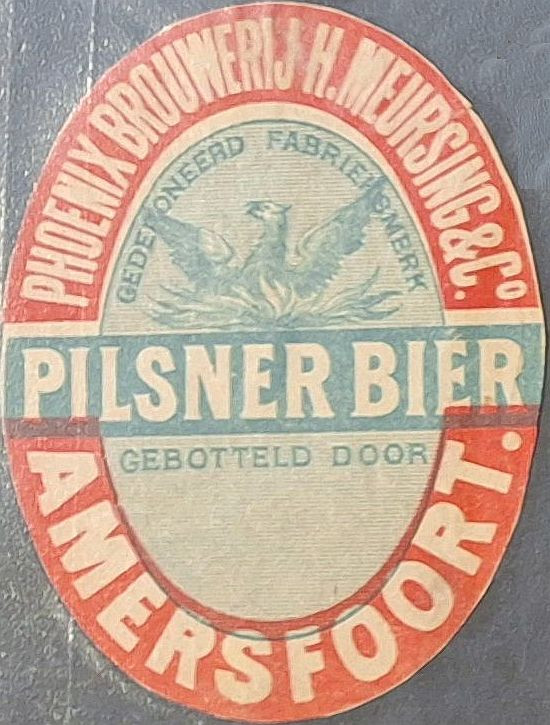 PHOENIX BROUWERIJ H. MEURSING & Co.
GEDEPONEERD FABRIEKSMERK
PILSNER BIER
GEBOTTELD DOOR
AMERSFOORT.